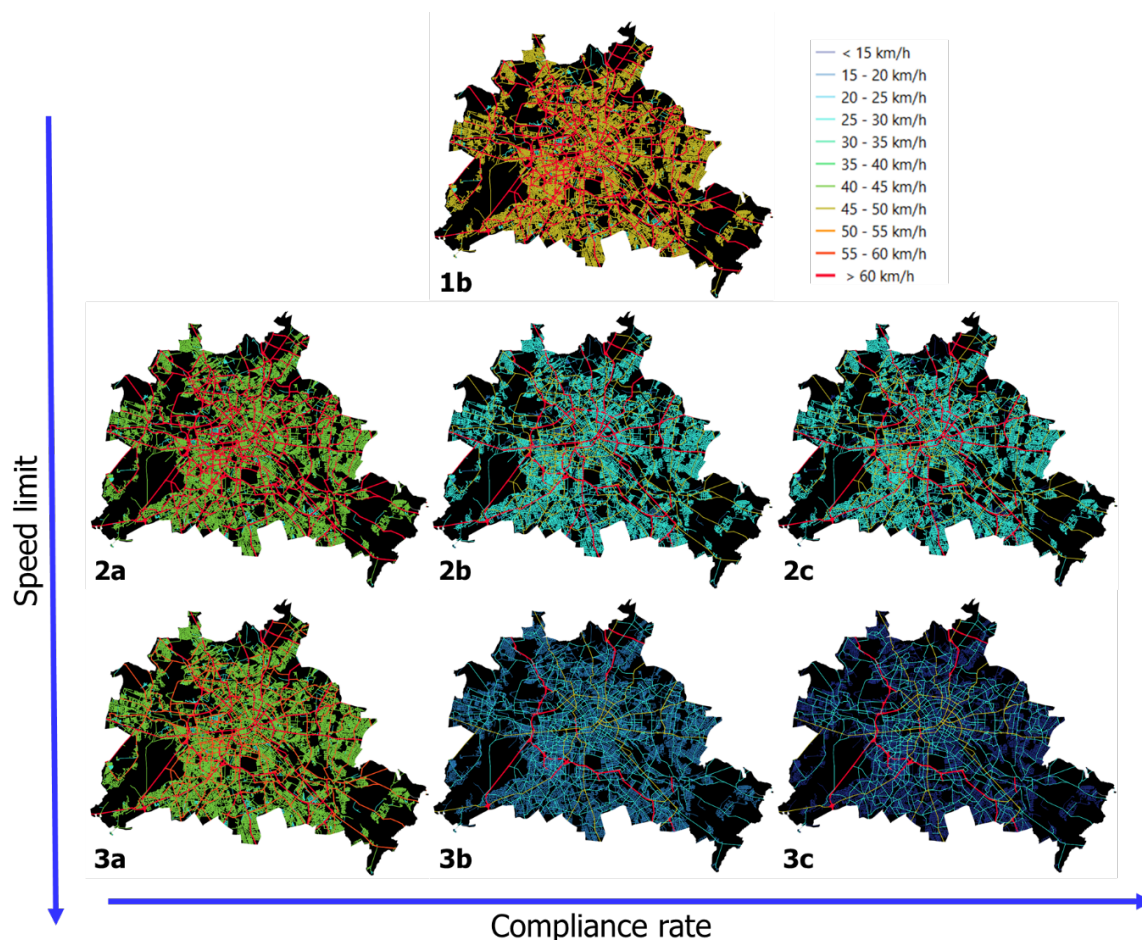 < 15 km/h
15 - 20 km/h
20 - 25 km/h
25 - 30 km/h
30 - 35 km/h
35 - 40 km/h
40 - 45 km/h
45 - 50 km/h
50 - 55 km/h
55 - 60 km/h
> 60 km/h
1b
Speed limit
2a
2b
2c
3a
3b
3c
Compliance rate